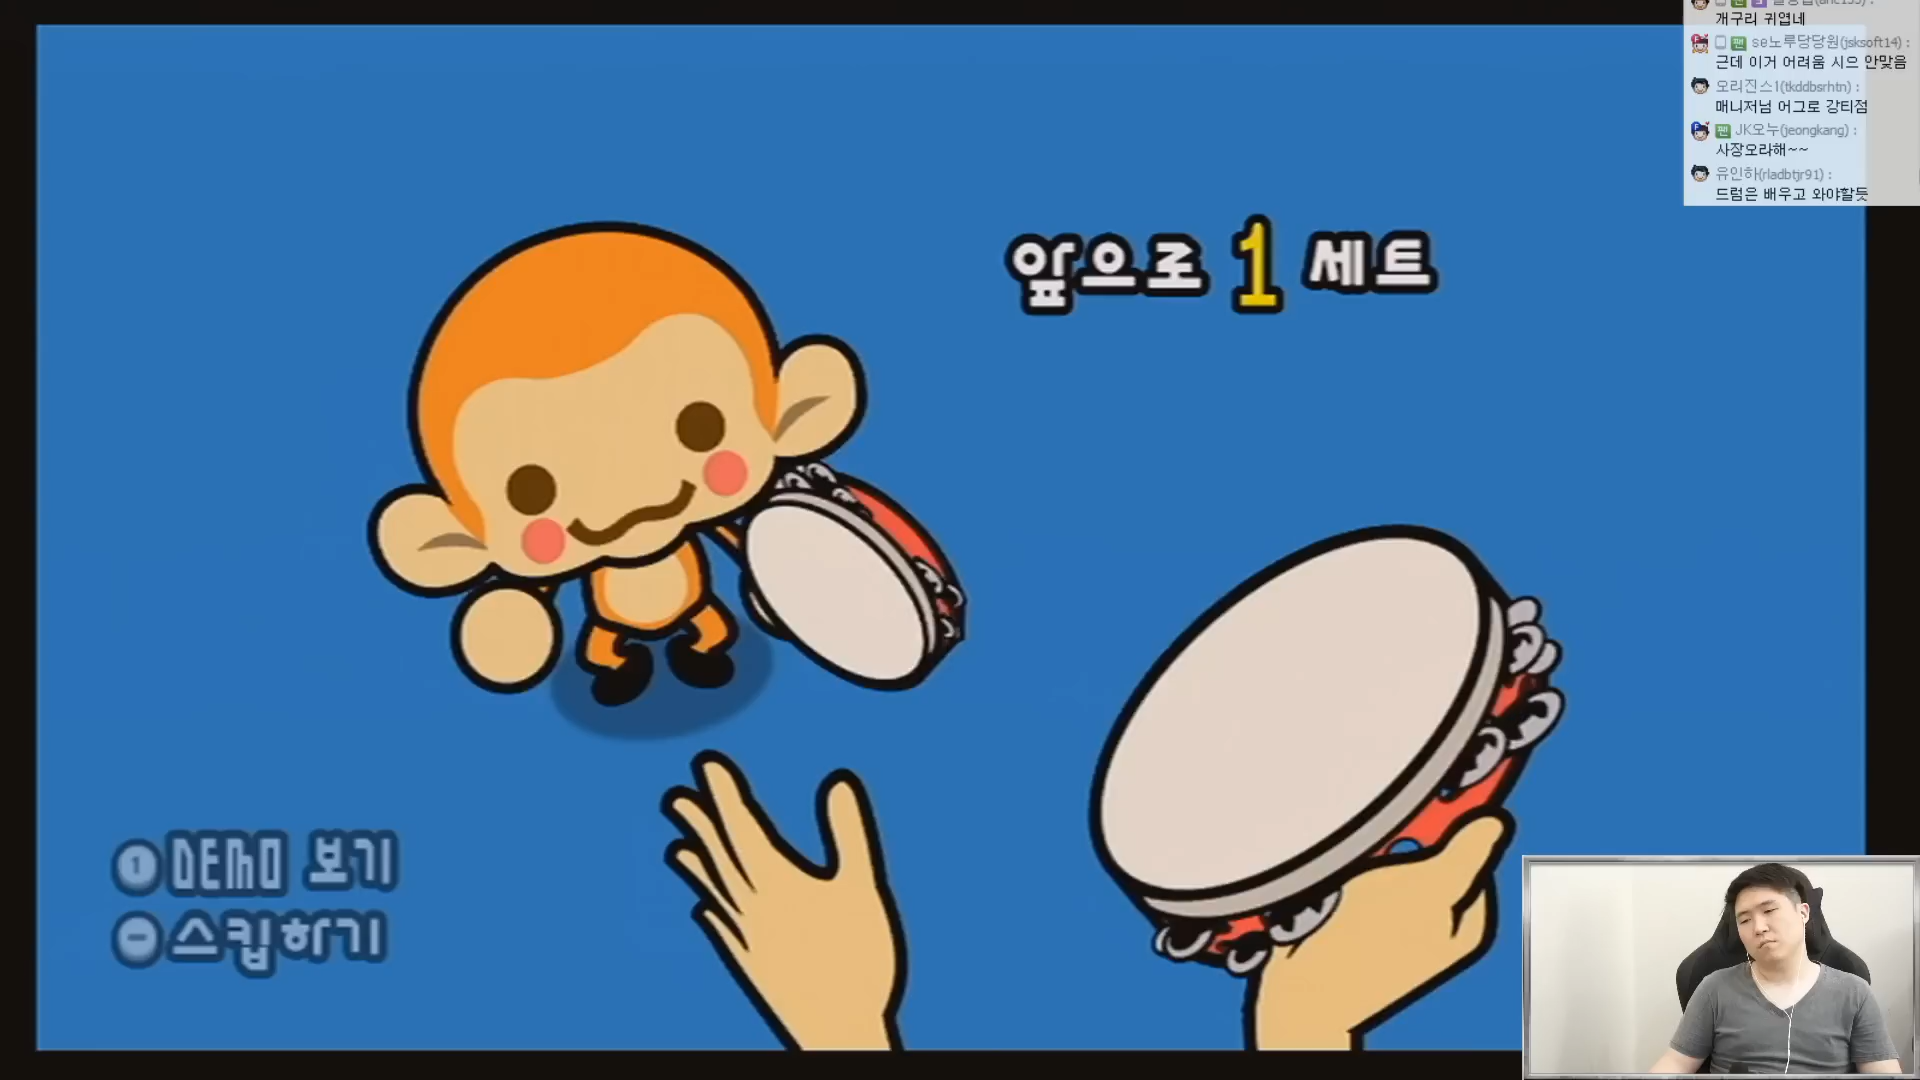 개구리 귀엽네
se노루당당원(jsksoft14) :
근데 이거 어려움 시으 안맞음
오리진스1(tkddbsrhtn) :
매니저님 어그로 강티점
JK오누(jeongkang) :
사장오라해~~
유인하(rladbtjr91) :
드럼은 배우고 와야할듯
앞으로 1 세트
1 DEMO 보기
- 스킵하기